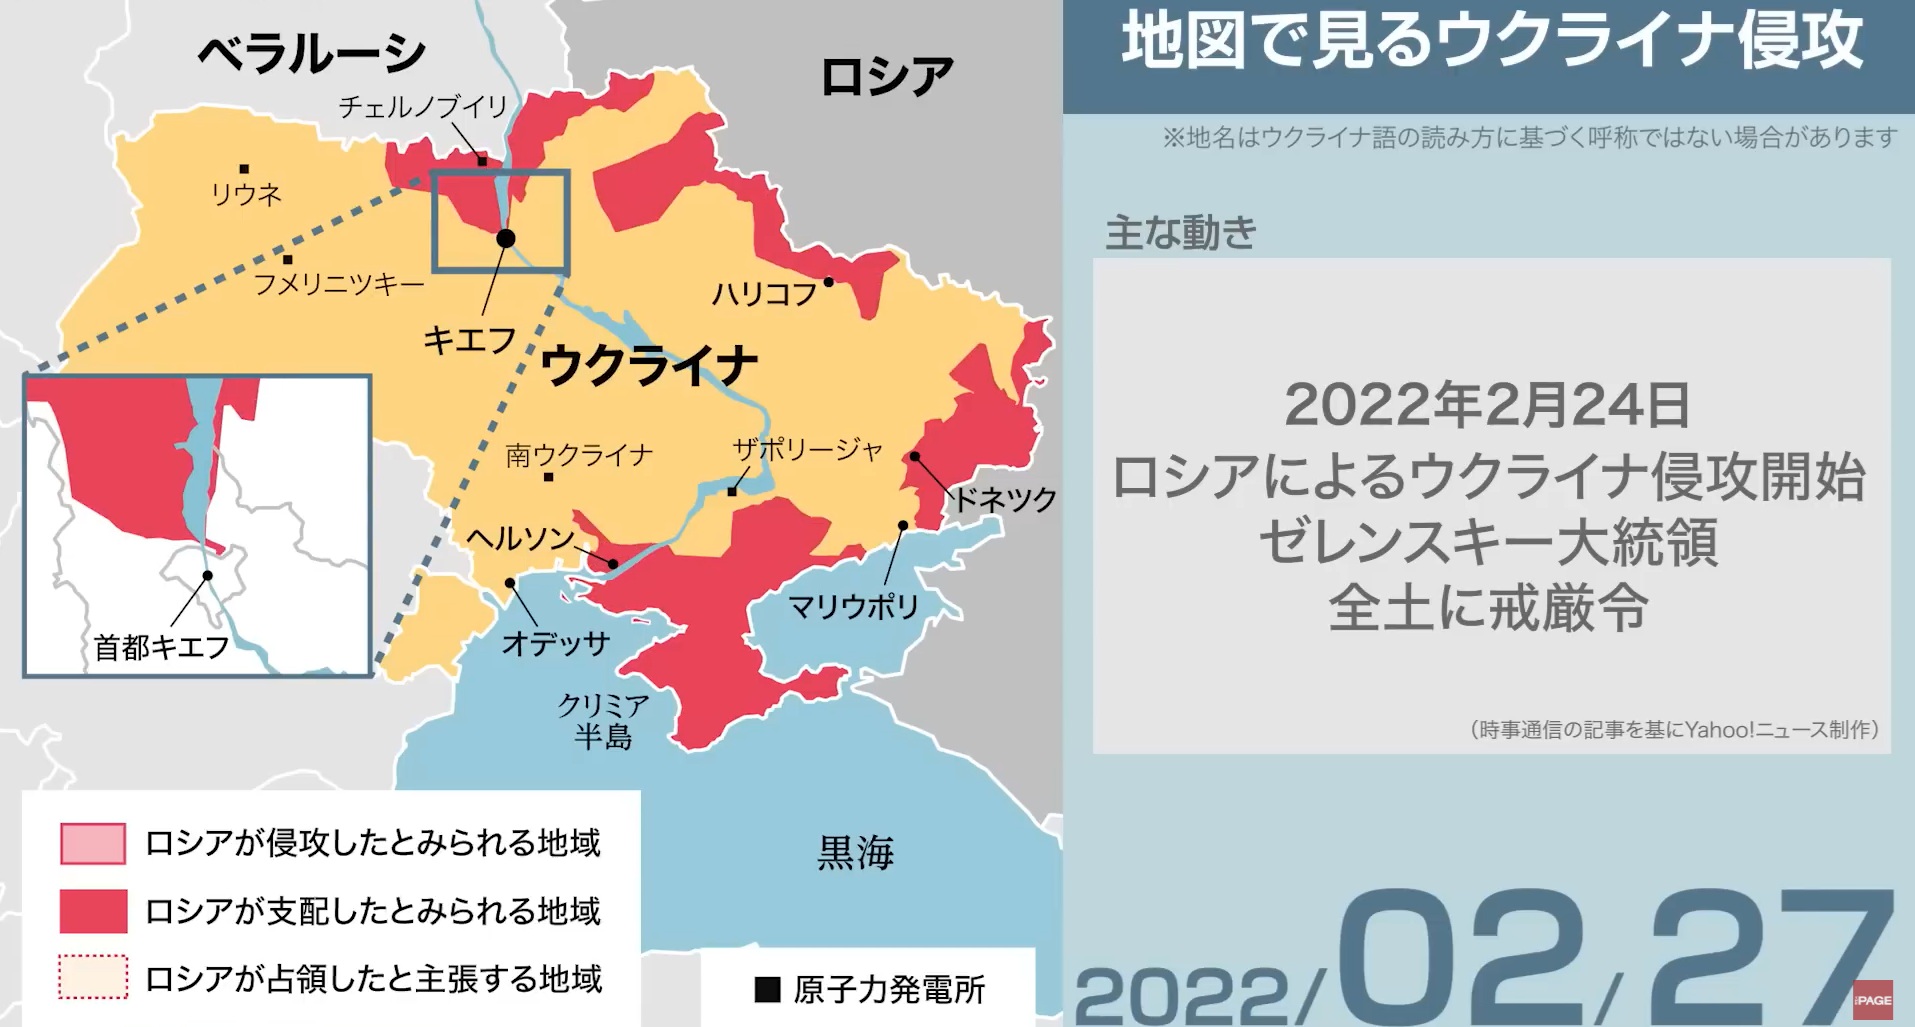 ベラルーシ
ロシア
チェルノブイリ
リウネ
フメリニツキー
キエフ
ハリコフ
ウクライナ
南ウクライナ
ザポリージャ
ドネツク
ヘルソン
マリウポリ
オデッサ
首都キエフ
クリミア
半島
黒海
ロシアが侵攻したとみられる地域
ロシアが支配したとみられる地域
ロシアが占領したと主張する地域
原子力発電所
地図で見るウクライナ侵攻
※地名はウクライナ語の読み方に基づく呼称ではない場合があります
主な動き
2022年2月24日
ロシアによるウクライナ侵攻開始
ゼレンスキー大統領
全土に戒厳令
（時事通信の記事を基にYahoo!ニュース制作）
2022/02/27
PAGE